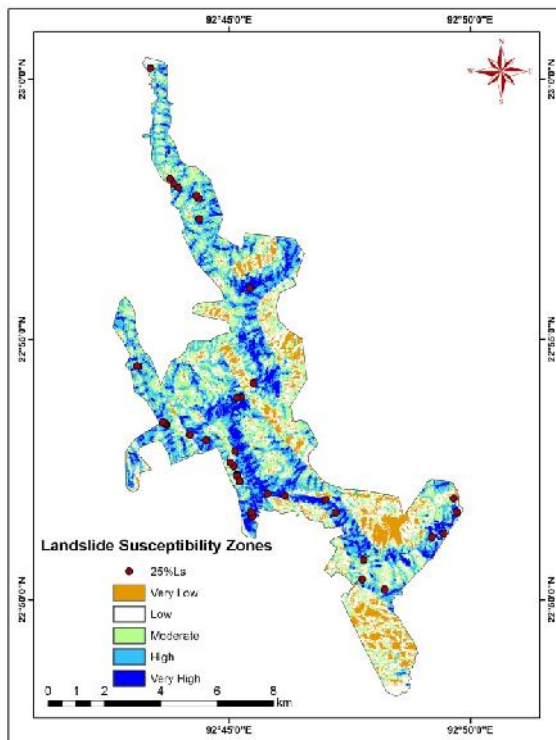 92°45'0"E 92°50'0"E
N
W E
S
23°0'0"N 23°0'0"N
22°55'0"N 22°55'0"N
22°50'0"N 22°50'0"N
Landslide Susceptibility Zones
25%Ls
Very Low
Low
Moderate
High
Very High
0 1 2 4 6 8
km
92°45'0"E 92°50'0"E